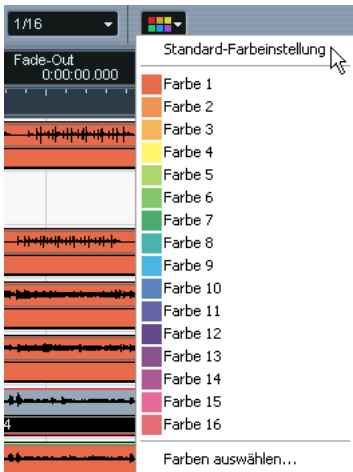 1/16
Standard-Farbeinstellung
Fade-Out
0:00:00.000
Farbe 1
Farbe 2
Farbe 3
Farbe 4
Farbe 5
Farbe 6
Farbe 7
Farbe 8
Farbe 9
Farbe 10
Farbe 11
Farbe 12
Farbe 13
Farbe 14
Farbe 15
Farbe 16
4
Farben auswählen...